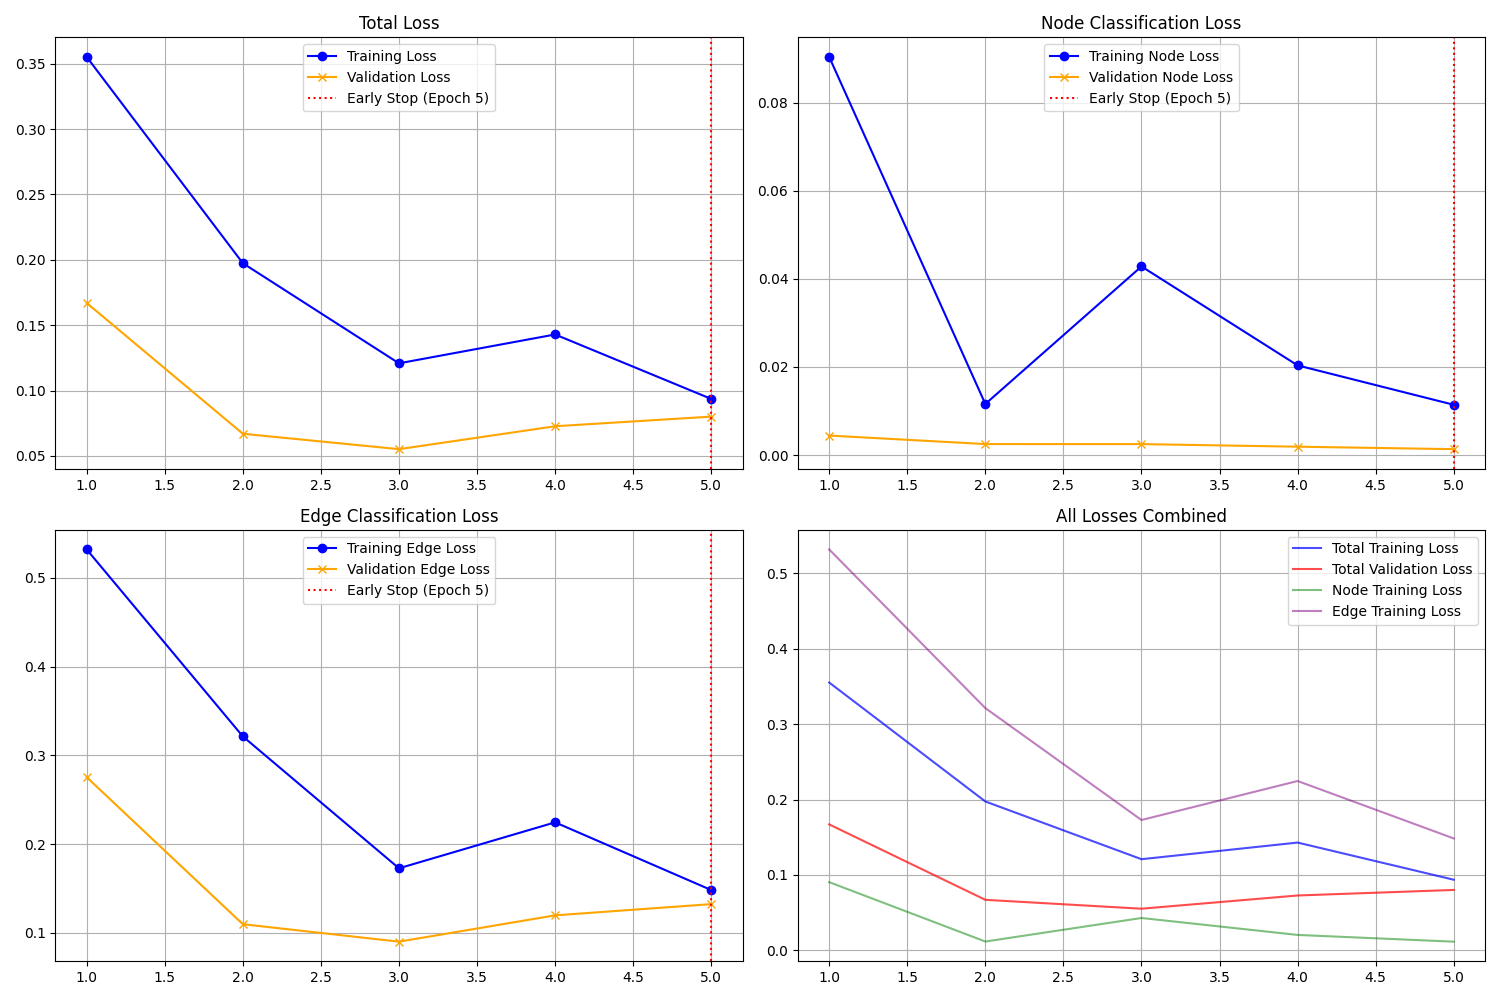 Total Loss
Training Loss
Validation Loss
Early Stop (Epoch 5)
0.35
0.30
0.25
0.20
0.15
0.10
0.05
1.0 1.5 2.0 2.5 3.0 3.5 4.0 4.5 5.0
Node Classification Loss
Training Node Loss
Validation Node Loss
Early Stop (Epoch 5)
0.08
0.06
0.04
0.02
0.00
1.0 1.5 2.0 2.5 3.0 3.5 4.0 4.5 5.0
Edge Classification Loss
Training Edge Loss
Validation Edge Loss
Early Stop (Epoch 5)
0.5
0.4
0.3
0.2
0.1
1.0 1.5 2.0 2.5 3.0 3.5 4.0 4.5 5.0
All Losses Combined
Total Training Loss
Total Validation Loss
Node Training Loss
Edge Training Loss
0.5
0.4
0.3
0.2
0.1
0.0
1.0 1.5 2.0 2.5 3.0 3.5 4.0 4.5 5.0